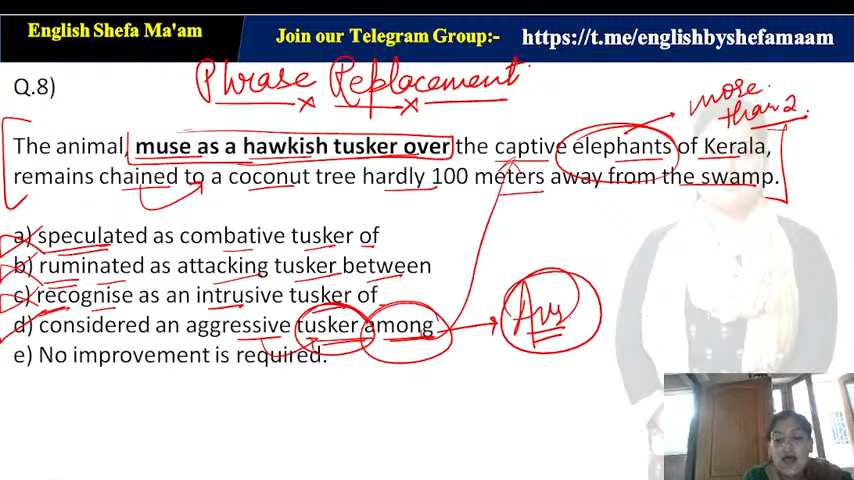 English Shefa Ma'am
Join our Telegram Group:- https://t.me/englishbyshefamaam
Q.8)
Phrase Replacement
more than 2
The animal, muse as a hawkish tusker over the captive elephants of Kerala,
remains chained to a coconut tree hardly 100 meters away from the swamp.
a) speculated as combative tusker of
b) ruminated as attacking tusker between
c) recognise as an intrusive tusker of
d) considered an aggressive tusker among
Ans
e) No improvement is required.